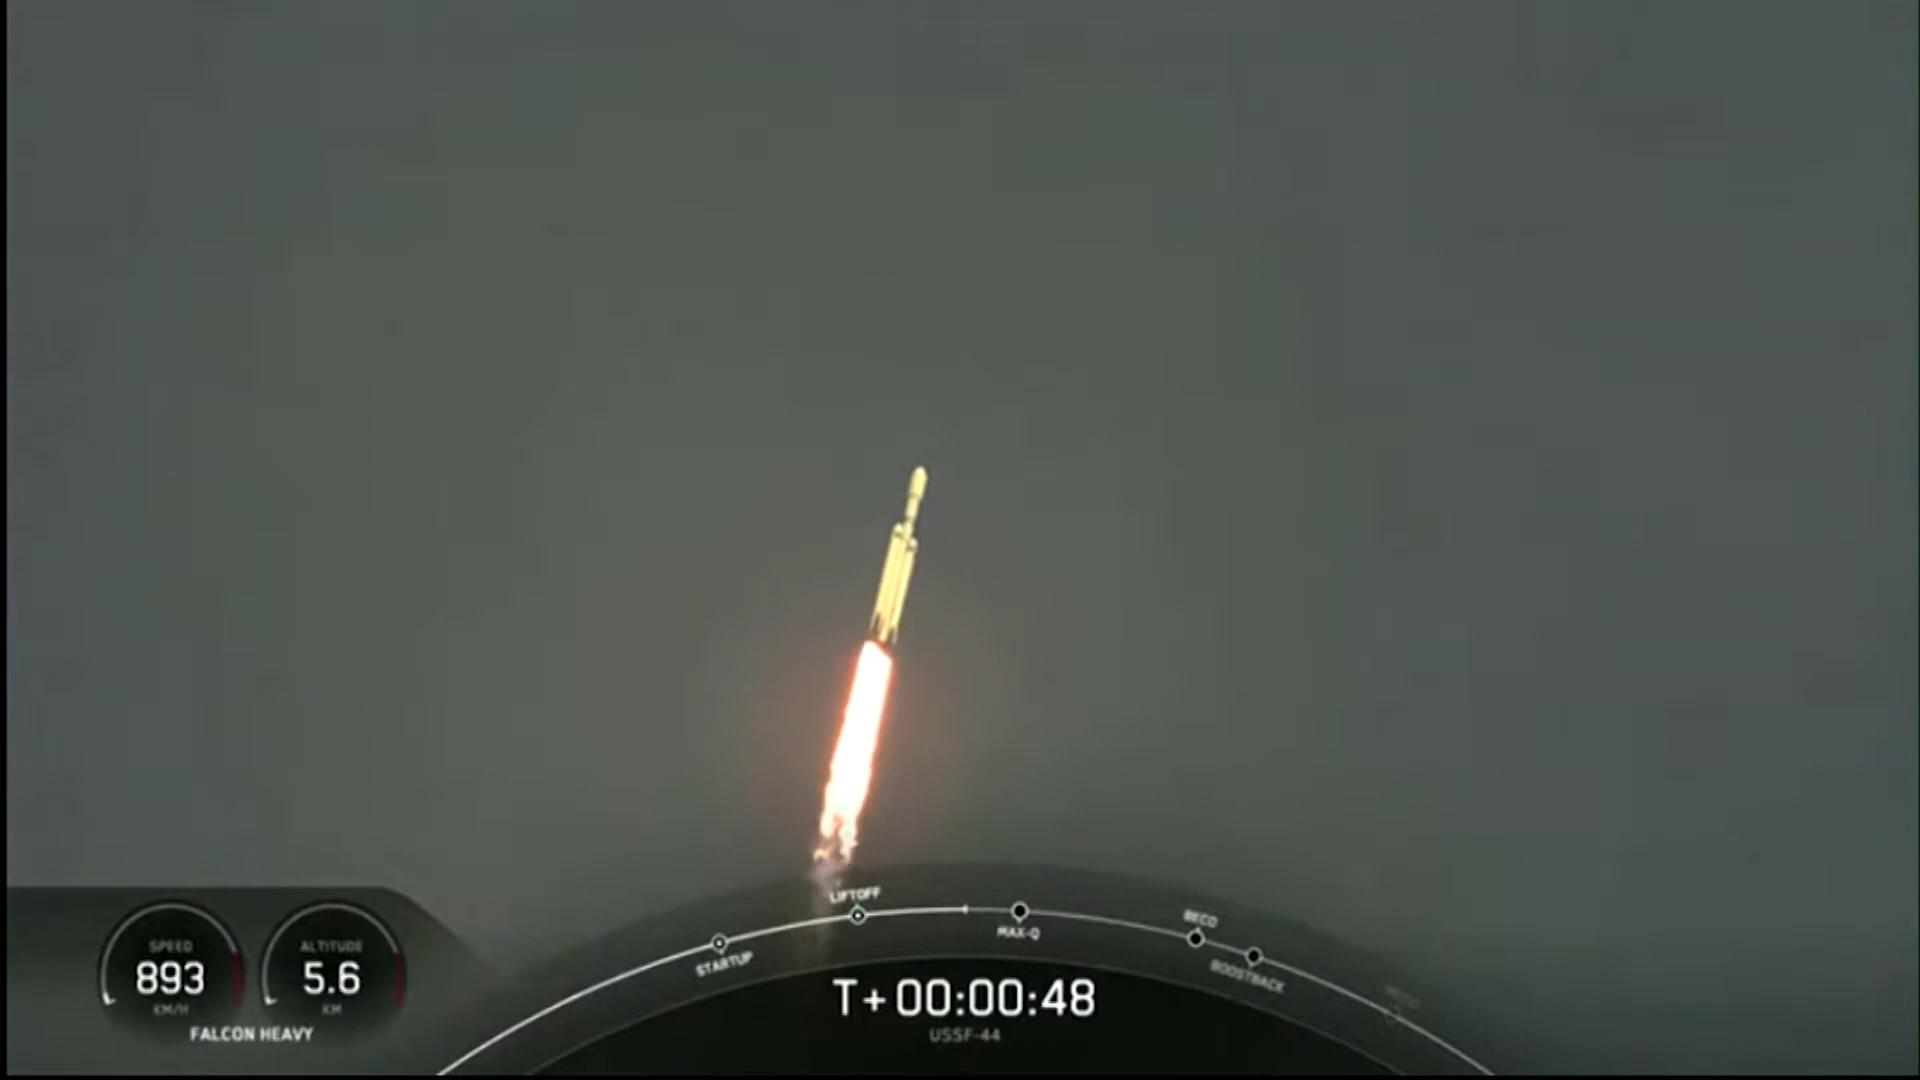 LIFTOFF
BECO
MAX-Q
STARTUP
BOOSTBACK
SPEED
893
KM/H
ALTITUDE
5.6
KM
FALCON HEAVY
T+00:00:48
USSF-44